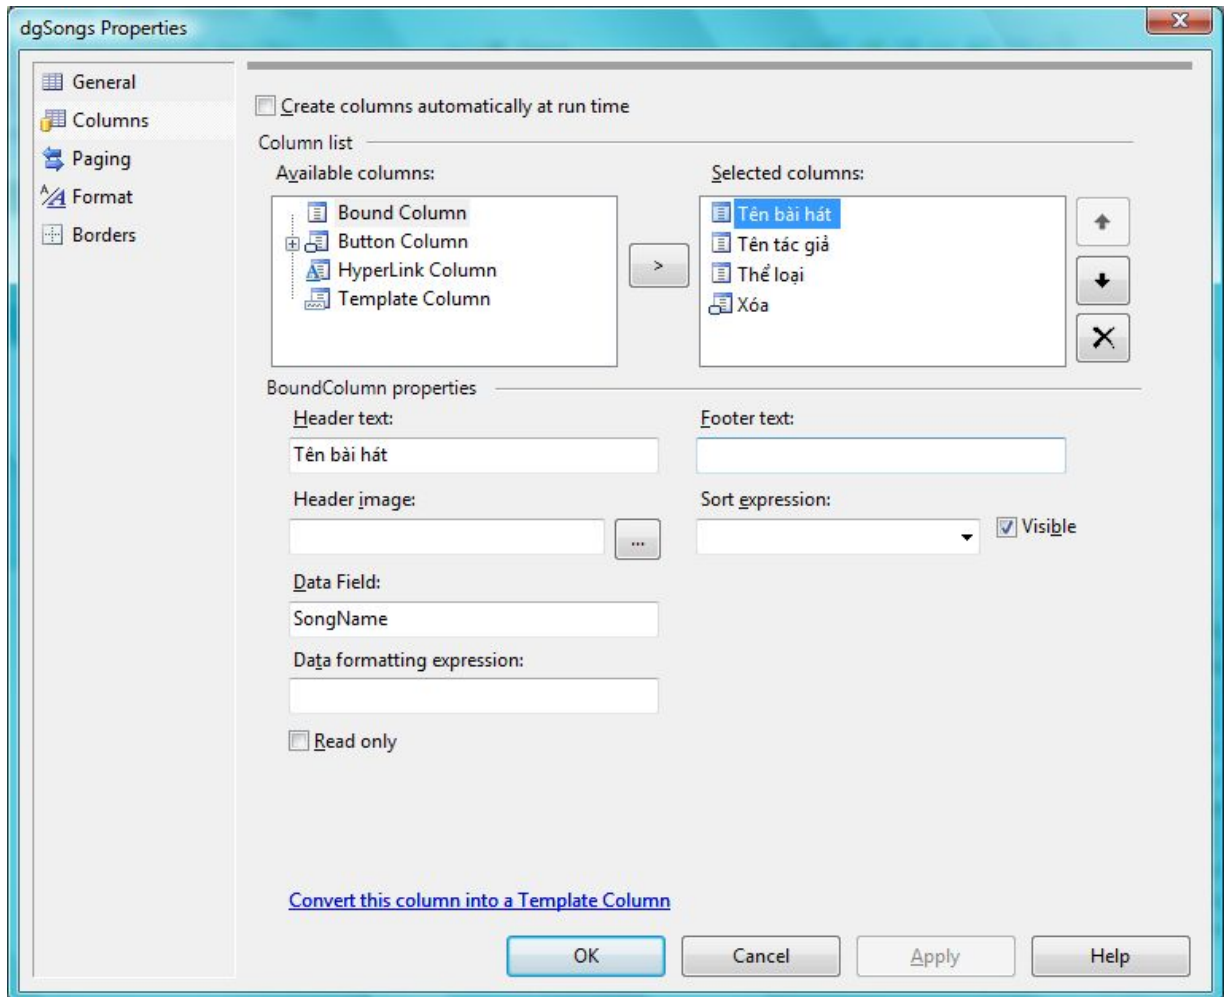 dgSongs Properties
General
Columns
Paging
Format
Borders
Create columns automatically at run time
Column list
Available columns:
Bound Column
Button Column
HyperLink Column
Template Column
>
Selected columns:
Tên bài hát
Tên tác giả
Thể loại
Xóa
BoundColumn properties
Header text:
Tên bài hát
Footer text:
Header image:
...
Sort expression:
Visible
Data Field:
SongName
Data formatting expression:
Read only
Convert this column into a Template Column
OK
Cancel
Apply
Help